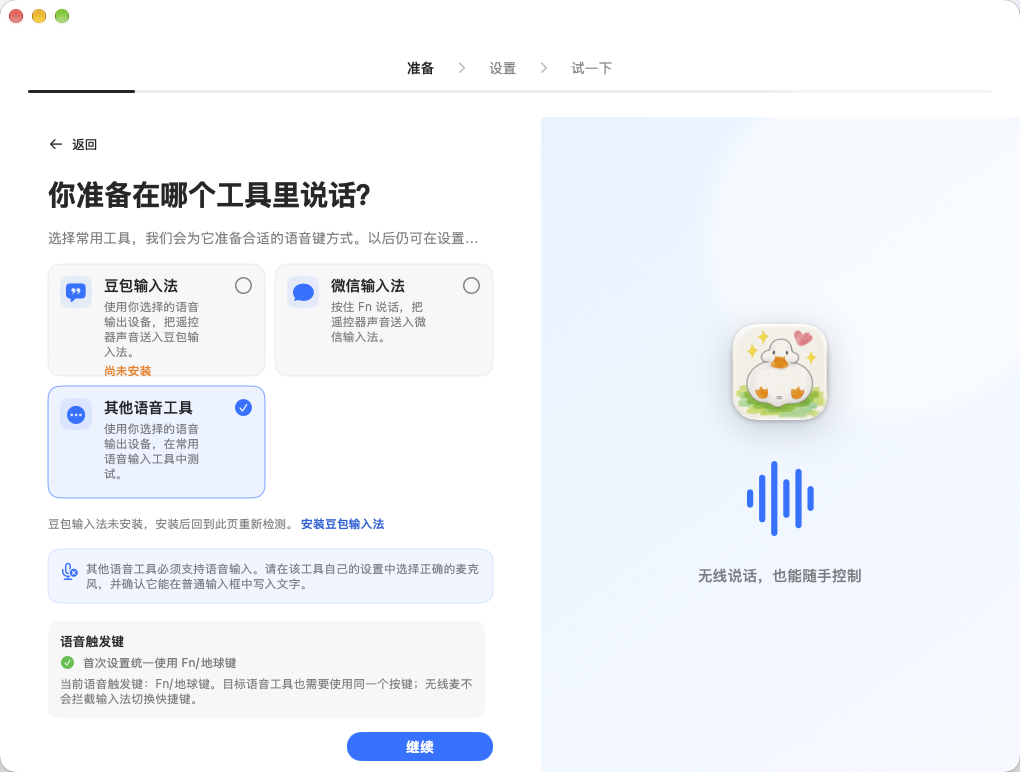 准备
设置
试一下
返回
你准备在哪个工具里说话?
选择常用工具，我们会为它准备合适的语音键方式。以后仍可在设置…
豆包输入法
使用你选择的语音
输出设备，把遥控
器声音送入豆包输
入法。
尚未安装
微信输入法
按住 Fn 说话，把
遥控器声音送入微
信输入法。
其他语音工具
使用你选择的语音
输出设备，在常用
语音输入工具中测
试。
豆包输入法未安装，安装后回到此页重新检测。 安装豆包输入法
其他语音工具必须支持语音输入。请在该工具自己的设置中选择正确的麦克
风，并确认它能在普通输入框中写入文字。
语音触发键
首次设置统一使用 Fn/地球键
当前语音触发键：Fn/地球键。目标语音工具也需要使用同一个按键；无线麦不
会拦截输入法切换快捷键。
继续
无线说话，也能随手控制